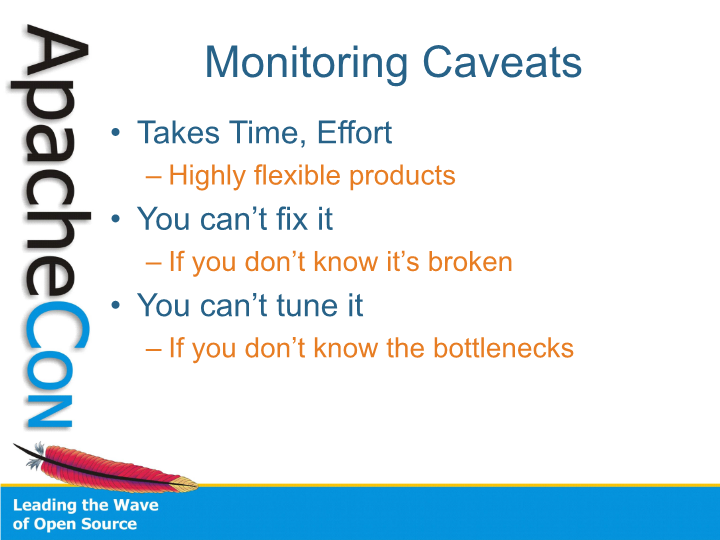 ApacheCon
Monitoring Caveats
• Takes Time, Effort
– Highly flexible products
• You can’t fix it
– If you don’t know it’s broken
• You can’t tune it
– If you don’t know the bottlenecks
Leading the Wave
of Open Source